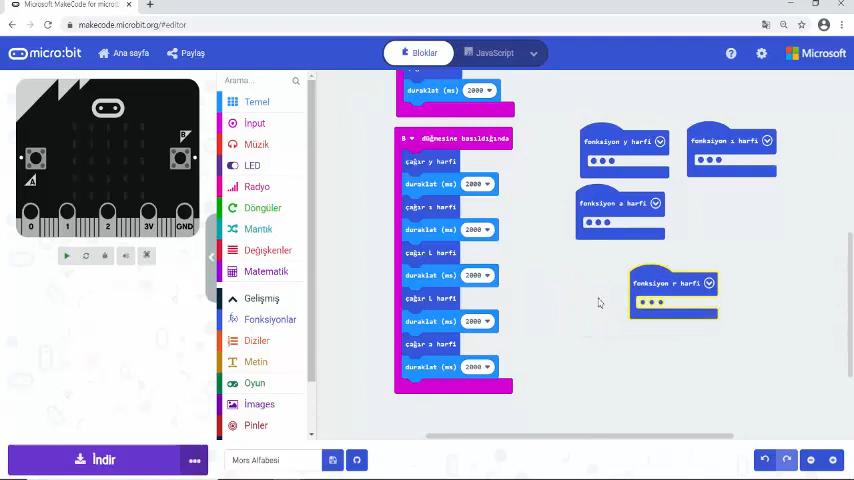 Microsoft MakeCode for micro:
makecode.microbit.org/#editor
micro:bit
Ana sayfa
Paylaş
Bloklar
JavaScript
Microsoft
Arama...
Temel
Input
Müzik
LED
Radyo
Döngüler
Mantık
Değişkenler
Matematik
Gelişmiş
Fonksiyonlar
Diziler
Metin
Oyun
İmages
Pinler
A
B
0
1
2
3V
GND
duraklat (ms) 2000
B düğmesine basıldığında
çağır y harfi
duraklat (ms) 2000
çağır ı harfi
duraklat (ms) 2000
çağır l harfi
duraklat (ms) 2000
çağır l harfi
duraklat (ms) 2000
çağır a harfi
duraklat (ms) 2000
fonksiyon y harfi
fonksiyon ı harfi
fonksiyon a harfi
fonksiyon r harfi
İndir
Mors Alfabesi